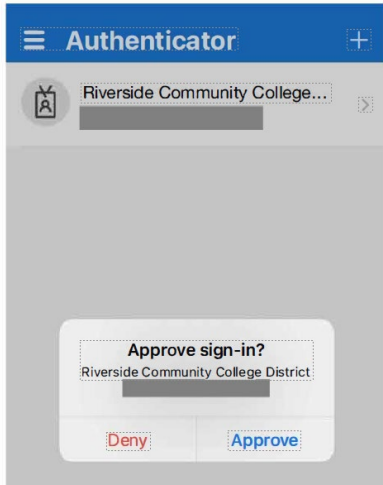 Authenticator
Riverside Community College...
Approve sign-in?
Riverside Community College District
Deny
Approve